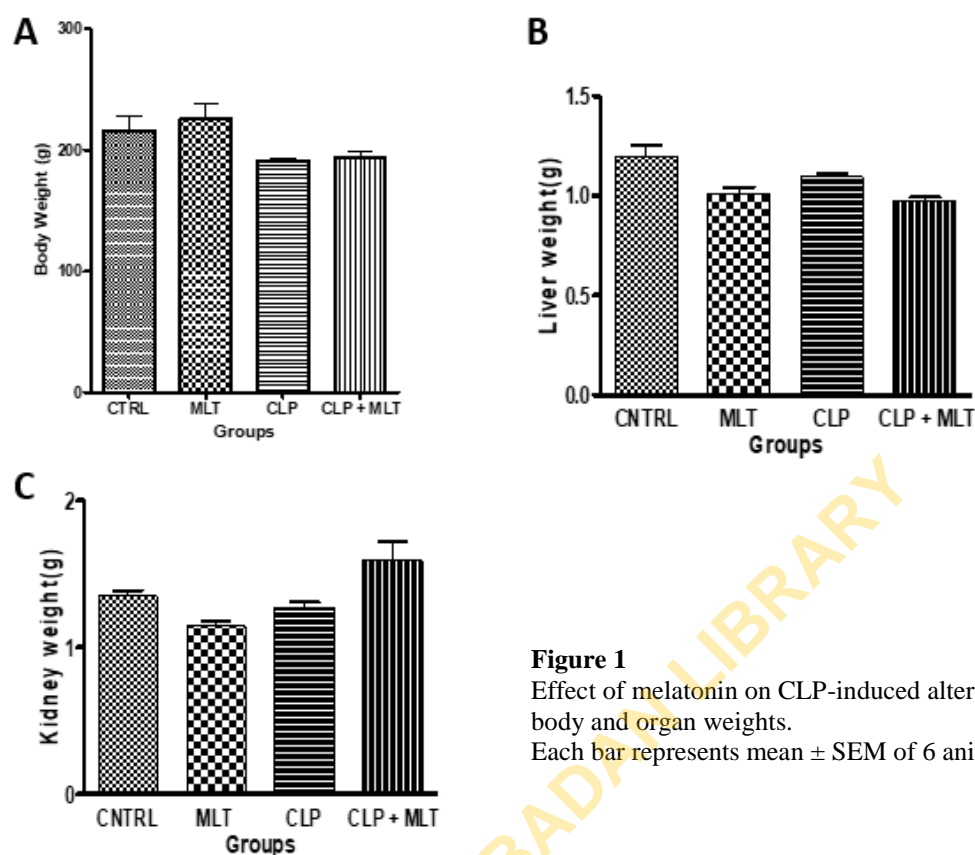 A
300
200
100
0
Body Weight (g)
CTRL MLT CLP CLP + MLT
Groups
B
1.5
1.0
0.5
0.0
Liver weight(g)
CNTRL MLT CLP CLP + MLT
Groups
C
2
1
0
Kidney weight(g)
CNTRL MLT CLP CLP + MLT
Groups
Figure 1
Effect of melatonin on CLP-induced alter
body and organ weights.
Each bar represents mean ± SEM of 6 ani
BADAN LIBRARY